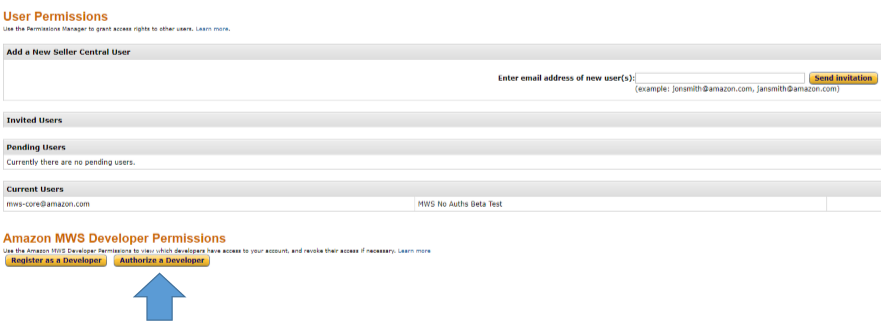 User Permissions
Use the Permissions Manager to grant access rights to other users. Learn more.
Add a New Seller Central User
Enter email address of new user(s): Send invitation
(example: jonsmith@amazon.com, jansmith@amazon.com)
Invited Users
Pending Users
Currently there are no pending users.
Current Users
mws-core@amazon.com MWS No Auths Beta Test
Amazon MWS Developer Permissions
Use the Amazon MWS Developer Permissions to view which developers have access to your account, and revoke their access if necessary. Learn more
Register as a Developer Authorize a Developer